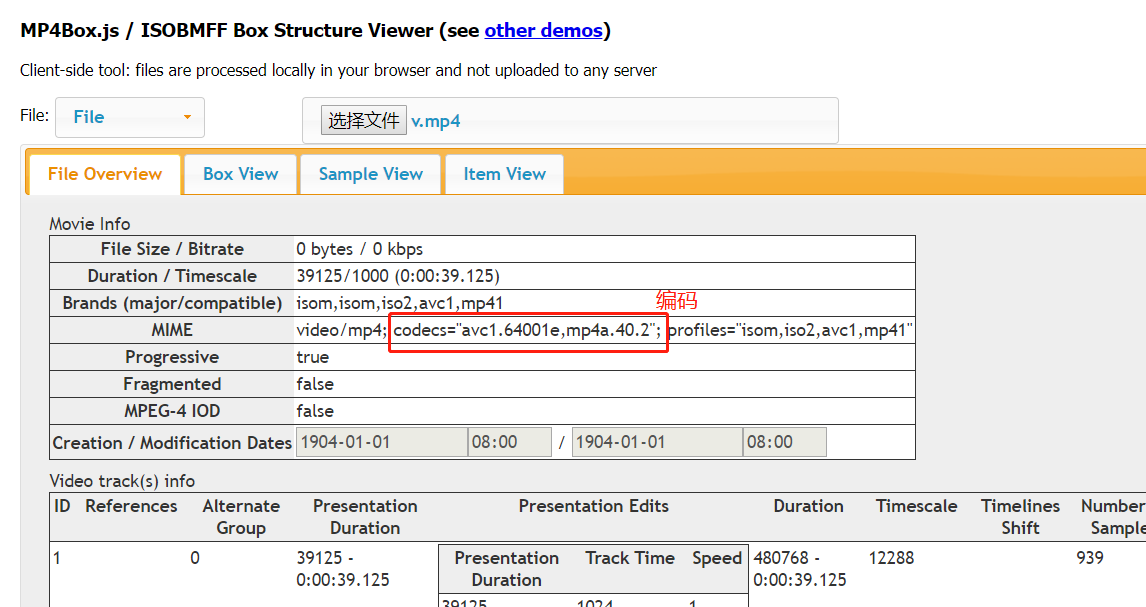 MP4Box.js / ISOBMFF Box Structure Viewer (see other demos)
Client-side tool: files are processed locally in your browser and not uploaded to any server
File: File 选择文件 v.mp4
File Overview Box View Sample View Item View
Movie Info
File Size / Bitrate 0 bytes / 0 kbps
Duration / Timescale 39125/1000 (0:00:39.125)
Brands (major/compatible) isom,isom,iso2,avc1,mp41
编码
MIME video/mp4; codecs="avc1.64001e,mp4a.40.2"; profiles="isom,iso2,avc1,mp41"
Progressive true
Fragmented false
MPEG-4 IOD false
Creation / Modification Dates 1904-01-01 08:00 / 1904-01-01 08:00
Video track(s) info
ID References Alternate Group Presentation Duration Presentation Edits Duration Timescale Timelines Shift Number Sample
1 0 39125 - 0:00:39.125 Presentation Duration Track Time Speed 480768 - 0:00:39.125 12288 939
39125 1024 1